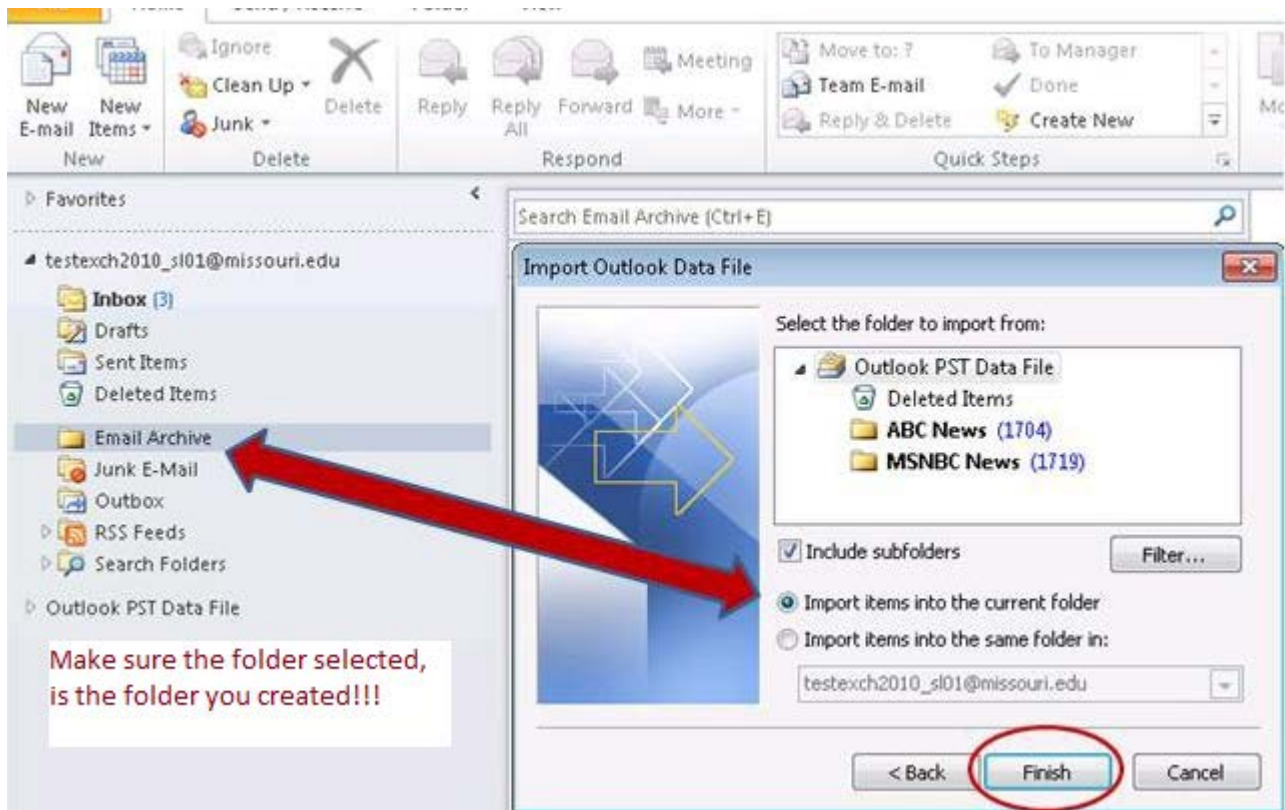 Ignore
Clean Up
Junk
Delete
New E-mail
New Items
Reply
Reply All
Forward
Meeting
More
Move to: ?
Team E-mail
Reply & Delete
To Manager
Done
Create New
New
Delete
Respond
Quick Steps
Favorites
testexch2010_sl01@missouri.edu
Inbox (3)
Drafts
Sent Items
Deleted Items
Email Archive
Junk E-Mail
Outbox
RSS Feeds
Search Folders
Outlook PST Data File
Make sure the folder selected,
is the folder you created!!!
Search Email Archive (Ctrl+E)
Import Outlook Data File
Select the folder to import from:
Outlook PST Data File
Deleted Items
ABC News (1704)
MSNBC News (1719)
Include subfolders
Filter...
Import items into the current folder
Import items into the same folder in:
testexch2010_sl01@missouri.edu
< Back
Finish
Cancel